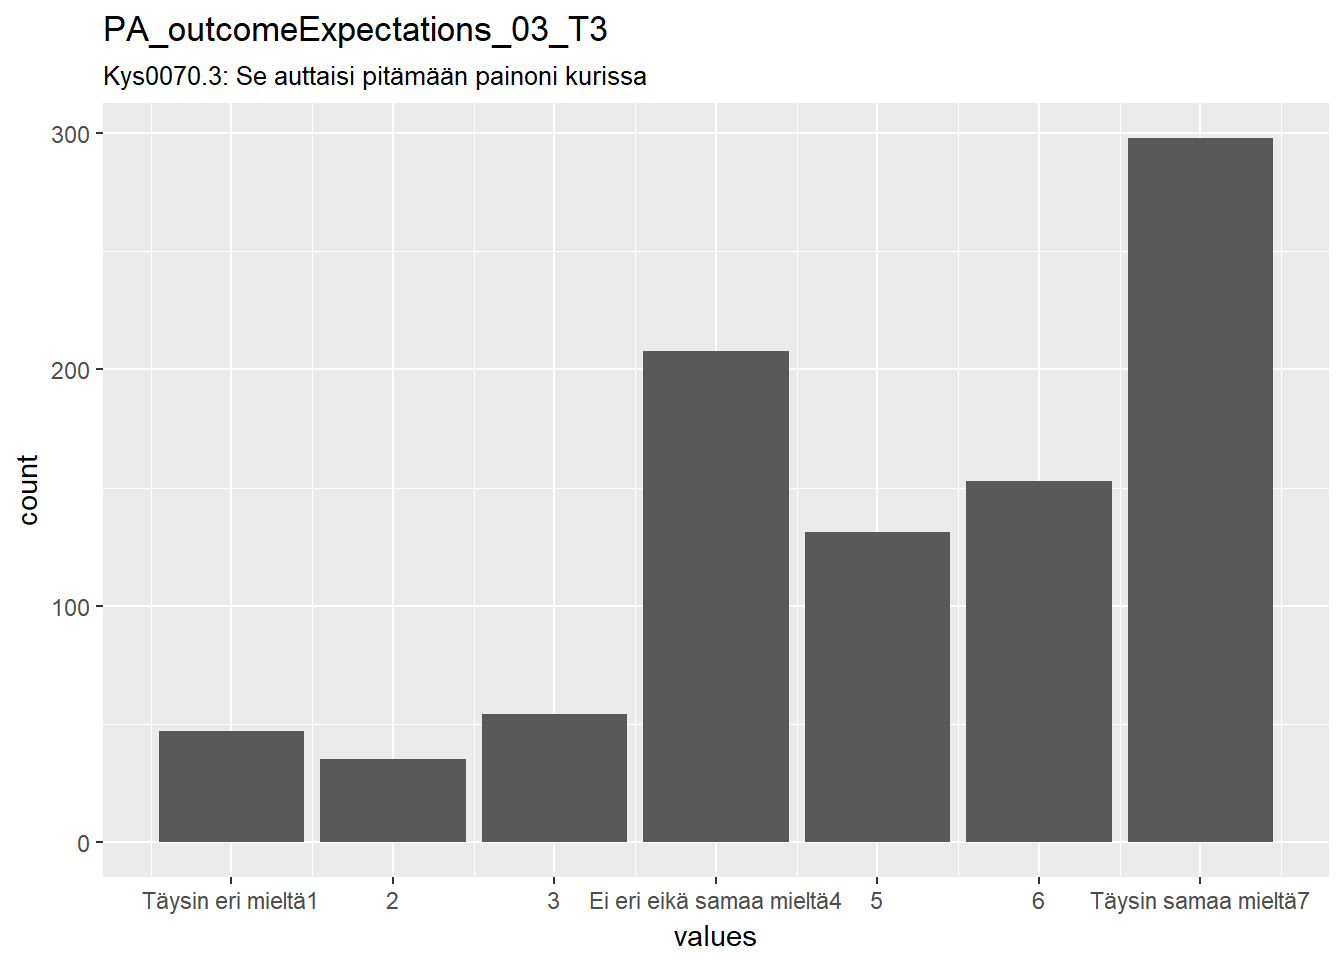 PA_outcomeExpectations_03_T3
Kys0070.3: Se auttaisi pitämään painoni kurissa
300
200
100
0
count
Täysin eri mieltä1 2 3 Ei eri eikä samaa mieltä4 5 6 Täysin samaa mieltä7
values